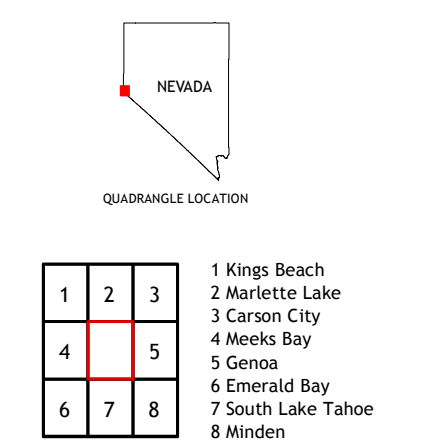 NEVADA
QUADRANGLE LOCATION
1 2 3
4 5
6 7 8
1 Kings Beach
2 Marlette Lake
3 Carson City
4 Meeks Bay
5 Genoa
6 Emerald Bay
7 South Lake Tahoe
8 Minden